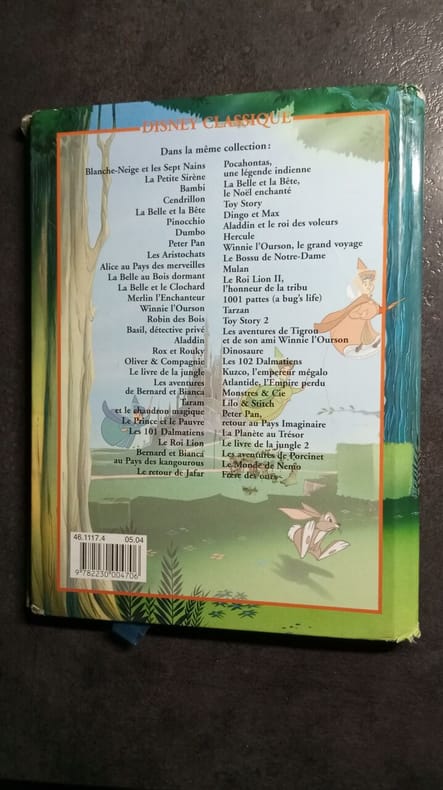 DISNEY CLASSIQUE
Dans la même collection :
Blanche-Neige et les Sept Nains
La Petite Sirène
Bambi
Cendrillon
La Belle et la Bête
Pinocchio
Dumbo
Peter Pan
Les Aristochats
Alice au Pays des merveilles
La Belle au Bois dormant
La Belle et le Clochard
Merlin l'Enchanteur
Winnie l'Ourson
Robin des Bois
Basil, détective privé
Aladdin
Rox et Rouky
Oliver & Compagnie
Le livre de la jungle
Les aventures
de Bernard et Bianca
Taram
et le chaudron magique
Le Prince et le Pauvre
Les 101 Dalmatiens
Le Roi Lion
Bernard et Bianca
au Pays des kangourous
Le retour de Jafar
Pocahontas,
une légende indienne
La Belle et la Bête,
le Noël enchanté
Toy Story
Dingo et Max
Aladdin et le roi des voleurs
Hercule
Winnie l'Ourson, le grand voyage
Le Bossu de Notre-Dame
Mulan
Le Roi Lion II,
l'honneur de la tribu
1001 pattes (a bug's life)
Tarzan
Toy Story 2
Les aventures de Tigrou
et de son ami Winnie l'Ourson
Dinosaure
Les 102 Dalmatiens
Kuzco, l'empereur mégalo
Atlantide, l'Empire perdu
Monstres & Cie
Lilo & Stitch
Peter Pan,
retour au Pays Imaginaire
La Planète au Trésor
Le livre de la jungle 2
Les aventures de Porcinet
Le Monde de Nemo
Frère des ours
46.1117.4 05.04
9 782230 004706